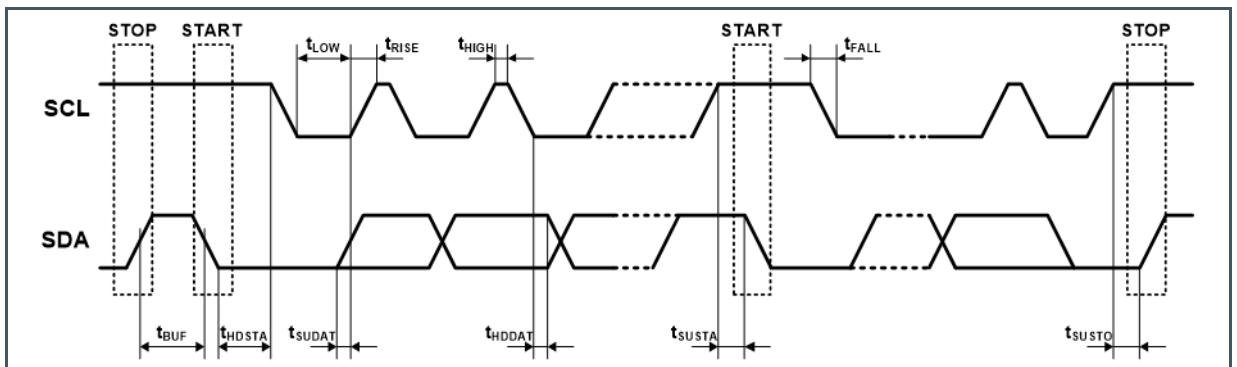 STOP START START STOP
tLOW tRISE tHIGH tFALL
SCL
SDA
tBUF tHDSTA tSUDAT tHDDAT tSUSTA tSUSTO